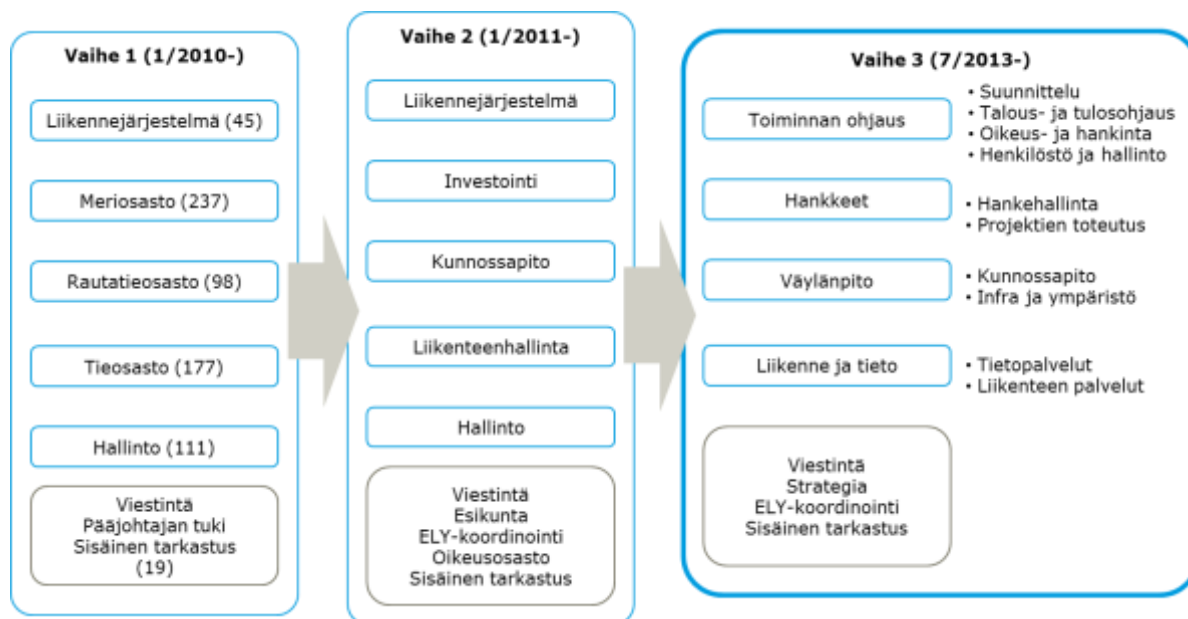 Vaihe 1 (1/2010-)
Liikennejärjestelmä (45)
Meriosasto (237)
Rautatieosasto (98)
Tieosasto (177)
Hallinto (111)
Viestintä
Pääjohtajan tuki
Sisäinen tarkastus
(19)
Vaihe 2 (1/2011-)
Liikennejärjestelmä
Investointi
Kunnossapito
Liikenteenhallinta
Hallinto
Viestintä
Esikunta
ELY-koordinointi
Oikeusosasto
Sisäinen tarkastus
Vaihe 3 (7/2013-)
Toiminnan ohjaus
• Suunnittelu
• Talous- ja tulosohjaus
• Oikeus- ja hankinta
• Henkilöstö ja hallinto
Hankkeet
• Hankehallinta
• Projektien toteutus
Väylänpito
• Kunnossapito
• Infra ja ympäristö
Liikenne ja tieto
• Tietopalvelut
• Liikenteen palvelut
Viestintä
Strategia
ELY-koordinointi
Sisäinen tarkastus